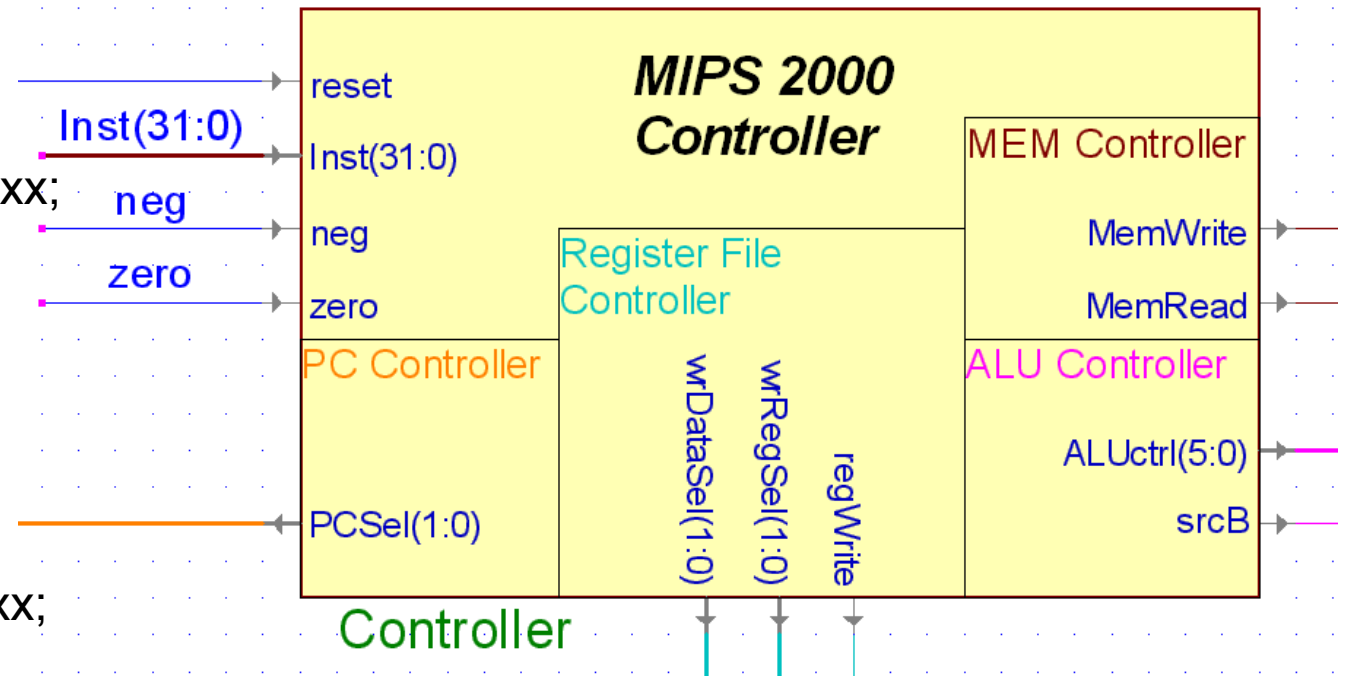 MIPS 2000
Controller
reset
Inst(31:0)
Inst(31:0)
xx;
neg
neg
zero
zero
MEM Controller
MemWrite
MemRead
Register File
Controller
wrDataSel(1:0)
wrRegSel(1:0)
regWrite
PC Controller
PCSel(1:0)
ALU Controller
ALUctrl(5:0)
srcB
xx;
Controller